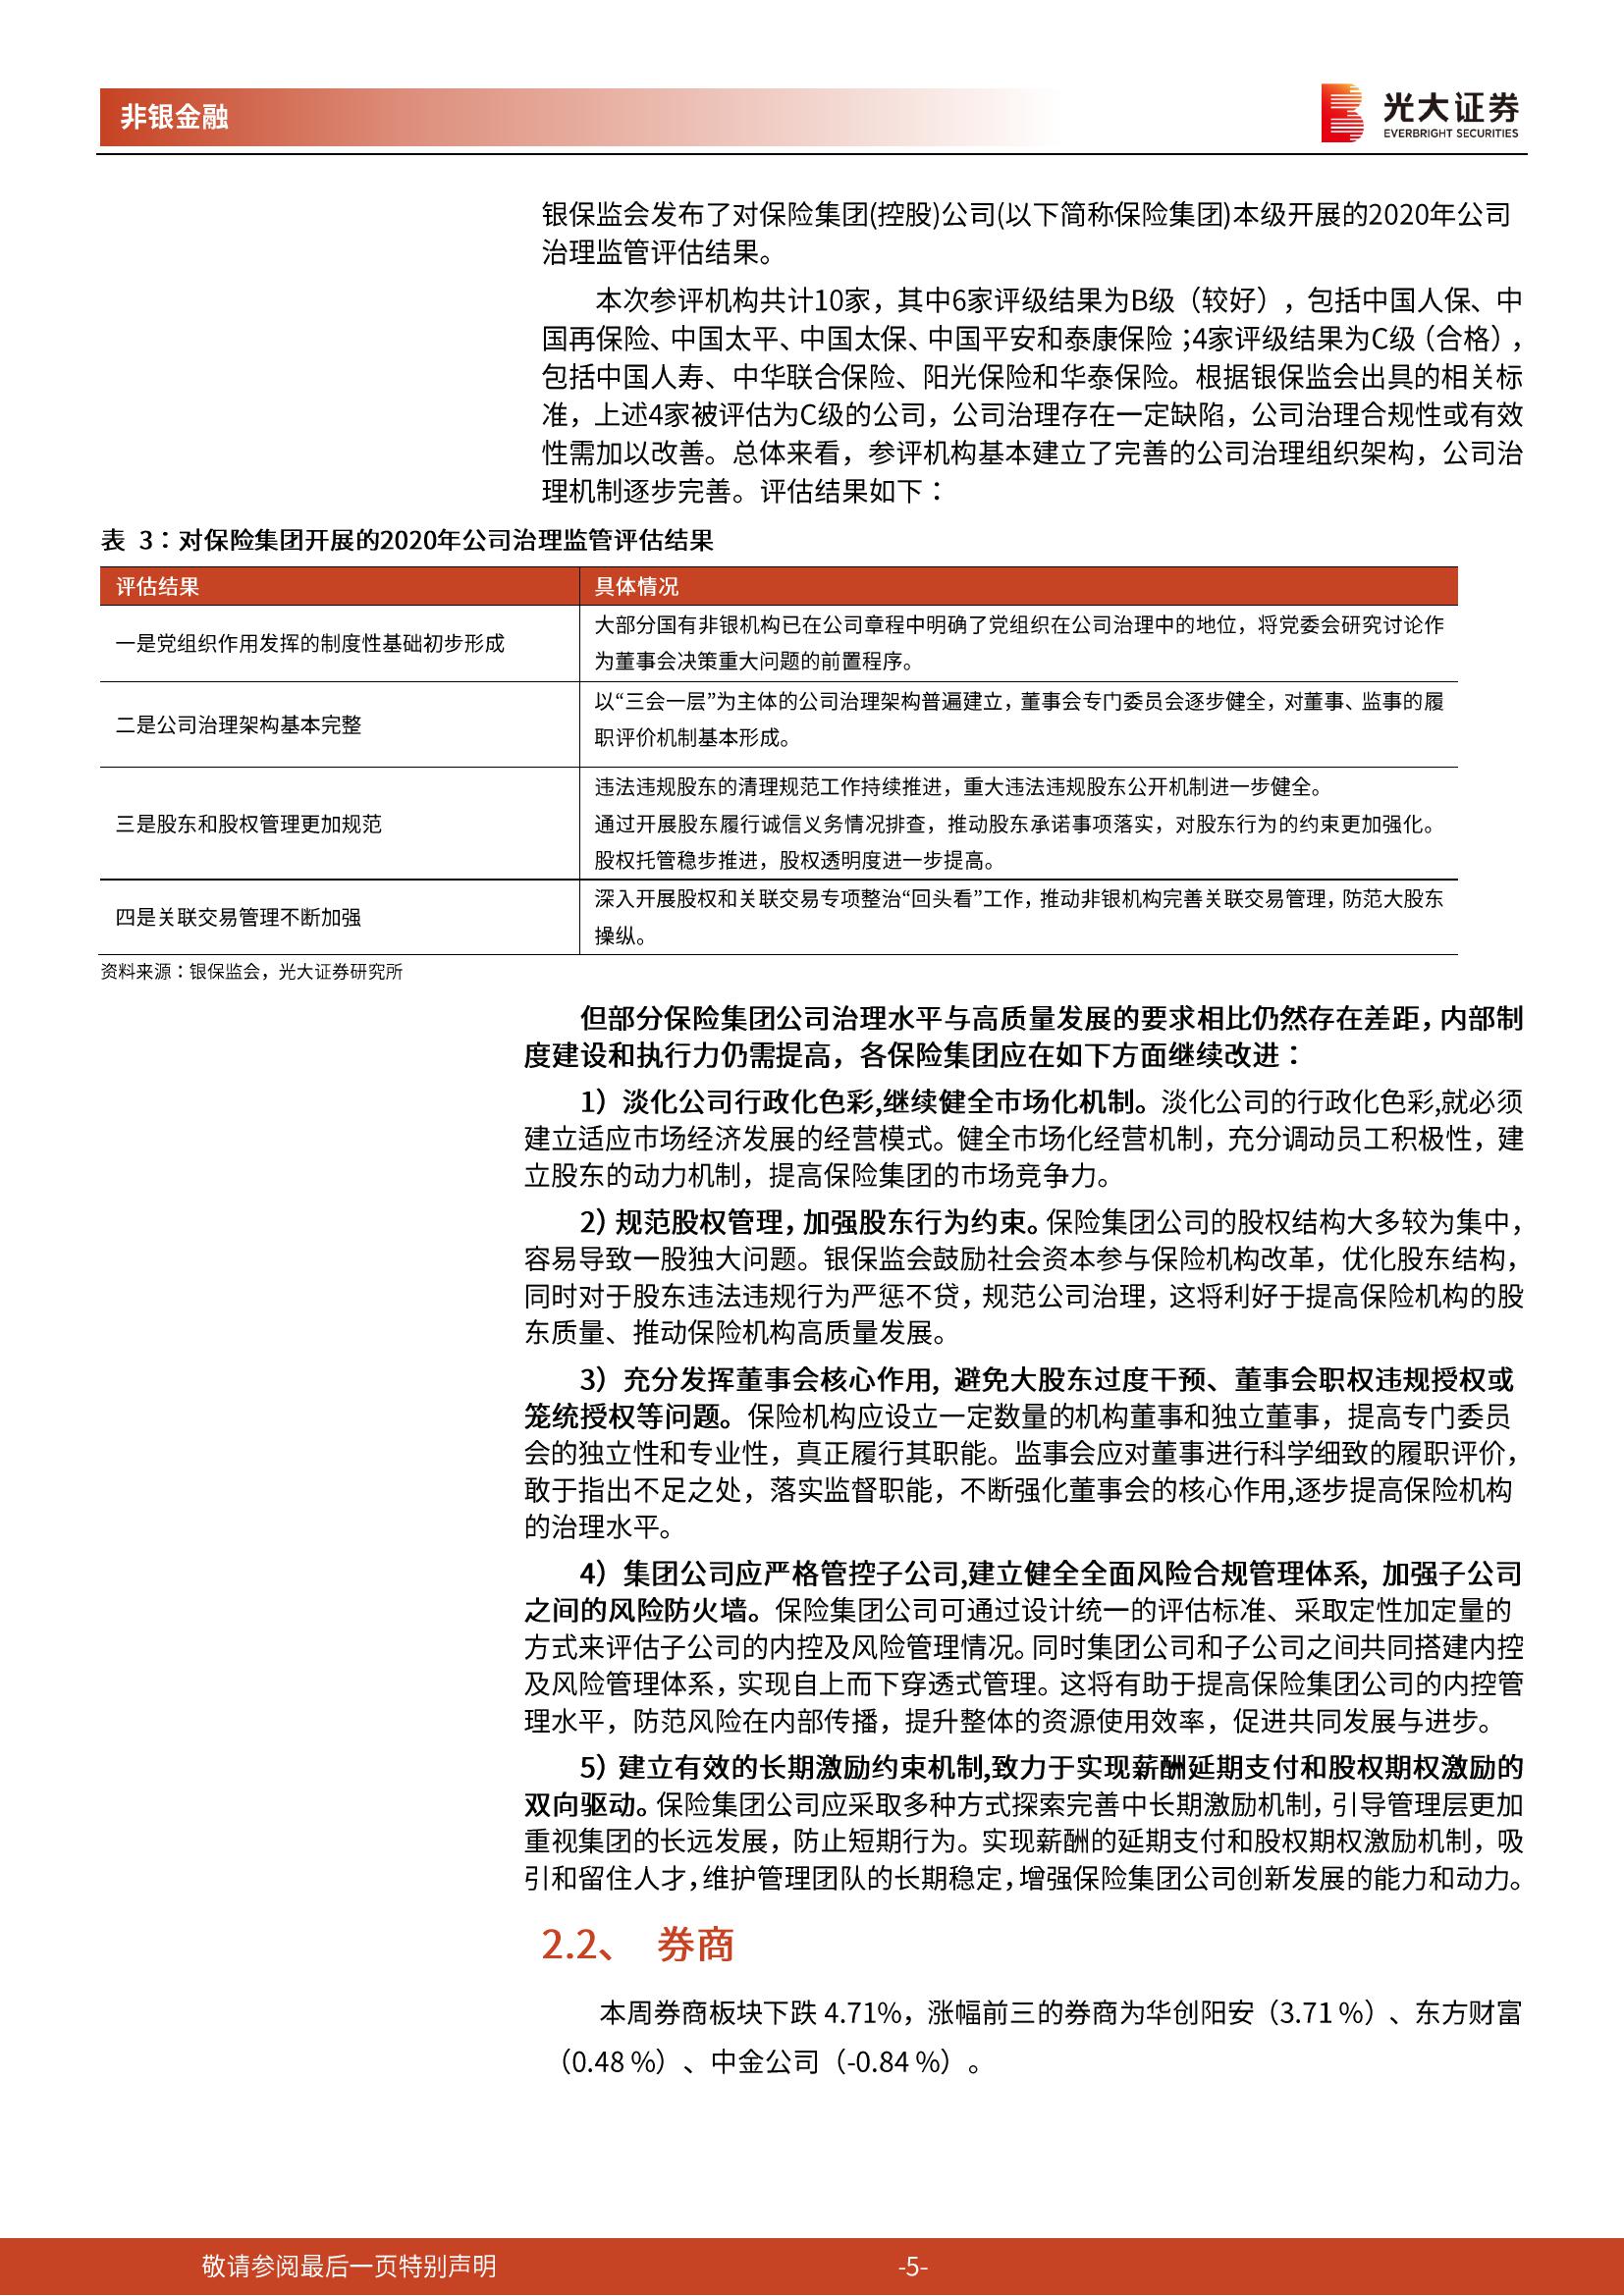 非银金融
光大证券
EVERBRIGHT SECURITIES
银保监会发布了对保险集团(控股)公司(以下简称保险集团)本级开展的2020年公司
治理监管评估结果。
本次参评机构共计10家，其中6家评级结果为B级（较好），包括中国人保、中
国再保险、中国太平、中国太保、中国平安和泰康保险；4家评级结果为C级（合格），
包括中国人寿、中华联合保险、阳光保险和华泰保险。根据银保监会出具的相关标
准，上述4家被评估为C级的公司，公司治理存在一定缺陷，公司治理合规性或有效
性需加以改善。总体来看，参评机构基本建立了完善的公司治理组织架构，公司治
理机制逐步完善。评估结果如下：
表 3：对保险集团开展的2020年公司治理监管评估结果
评估结果
具体情况
一是党组织作用发挥的制度性基础初步形成
大部分国有非银机构已在公司章程中明确了党组织在公司治理中的地位，将党委会研究讨论作
为董事会决策重大问题的前置程序。
二是公司治理架构基本完整
以“三会一层”为主体的公司治理架构普遍建立，董事会专门委员会逐步健全，对董事、监事的履
职评价机制基本形成。
三是股东和股权管理更加规范
违法违规股东的清理规范工作持续推进，重大违法违规股东公开机制进一步健全。
通过开展股东履行诚信义务情况排查，推动股东承诺事项落实，对股东行为的约束更加强化。
股权托管稳步推进，股权透明度进一步提高。
四是关联交易管理不断加强
深入开展股权和关联交易专项整治“回头看”工作，推动非银机构完善关联交易管理，防范大股东
操纵。
资料来源：银保监会，光大证券研究所
但部分保险集团公司治理水平与高质量发展的要求相比仍然存在差距，内部制
度建设和执行力仍需提高，各保险集团应在如下方面继续改进：
1）淡化公司行政化色彩,继续健全市场化机制。淡化公司的行政化色彩,就必须
建立适应市场经济发展的经营模式。健全市场化经营机制，充分调动员工积极性，建
立股东的动力机制，提高保险集团的市场竞争力。
2）规范股权管理，加强股东行为约束。保险集团公司的股权结构大多较为集中，
容易导致一股独大问题。银保监会鼓励社会资本参与保险机构改革，优化股东结构，
同时对于股东违法违规行为严惩不贷，规范公司治理，这将利好于提高保险机构的股
东质量、推动保险机构高质量发展。
3）充分发挥董事会核心作用, 避免大股东过度干预、董事会职权违规授权或
笼统授权等问题。保险机构应设立一定数量的机构董事和独立董事，提高专门委员
会的独立性和专业性，真正履行其职能。监事会应对董事进行科学细致的履职评价，
敢于指出不足之处，落实监督职能，不断强化董事会的核心作用,逐步提高保险机构
的治理水平。
4）集团公司应严格管控子公司,建立健全全面风险合规管理体系, 加强子公司
之间的风险防火墙。保险集团公司可通过设计统一的评估标准、采取定性加定量的
方式来评估子公司的内控及风险管理情况。同时集团公司和子公司之间共同搭建内控
及风险管理体系，实现自上而下穿透式管理。这将有助于提高保险集团公司的内控管
理水平，防范风险在内部传播，提升整体的资源使用效率，促进共同发展与进步。
5）建立有效的长期激励约束机制,致力于实现薪酬延期支付和股权期权激励的
双向驱动。保险集团公司应采取多种方式探索完善中长期激励机制，引导管理层更加
重视集团的长远发展，防止短期行为。实现薪酬的延期支付和股权期权激励机制，吸
引和留住人才，维护管理团队的长期稳定，增强保险集团公司创新发展的能力和动力。
2.2、 券商
本周券商板块下跌 4.71%，涨幅前三的券商为华创阳安（3.71 %）、东方财富
（0.48 %）、中金公司（-0.84 %）。
敬请参阅最后一页特别声明
-5-